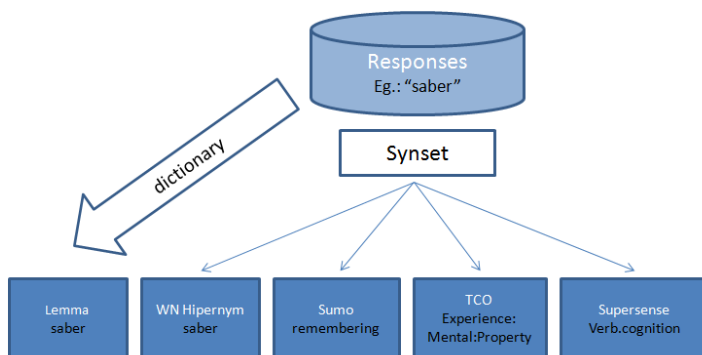 Responses
Eg.: “saber”
Synset
dictionary
Lemma
saber
WN Hipernym
saber
Sumo
remembering
TCO
Experience:
Mental:Property
Supersense
Verb.cognition